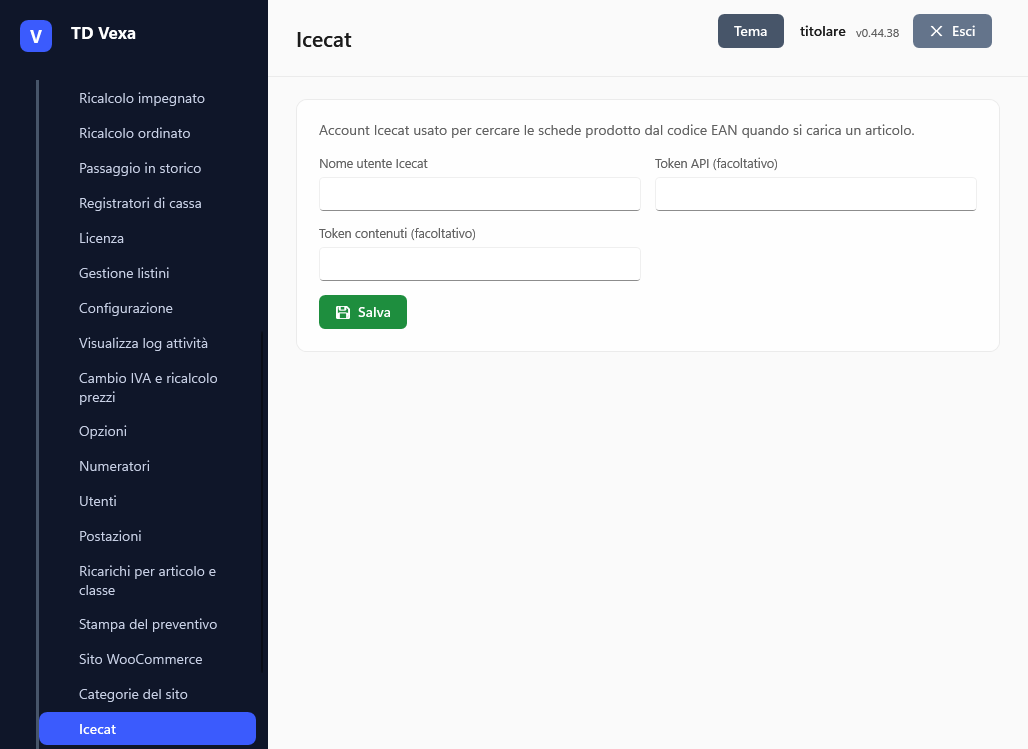 V
TD Vexa
Ricalcolo impegnato
Ricalcolo ordinato
Passaggio in storico
Registratori di cassa
Licenza
Gestione listini
Configurazione
Visualizza log attività
Cambio IVA e ricalcolo
prezzi
Opzioni
Numeratori
Utenti
Postazioni
Ricarichi per articolo e
classe
Stampa del preventivo
Sito WooCommerce
Categorie del sito
Icecat
Icecat
Tema
titolare
v0.44.38
Esci
Account Icecat usato per cercare le schede prodotto dal codice EAN quando si carica un articolo.
Nome utente Icecat
Token API (facoltativo)
Token contenuti (facoltativo)
Salva